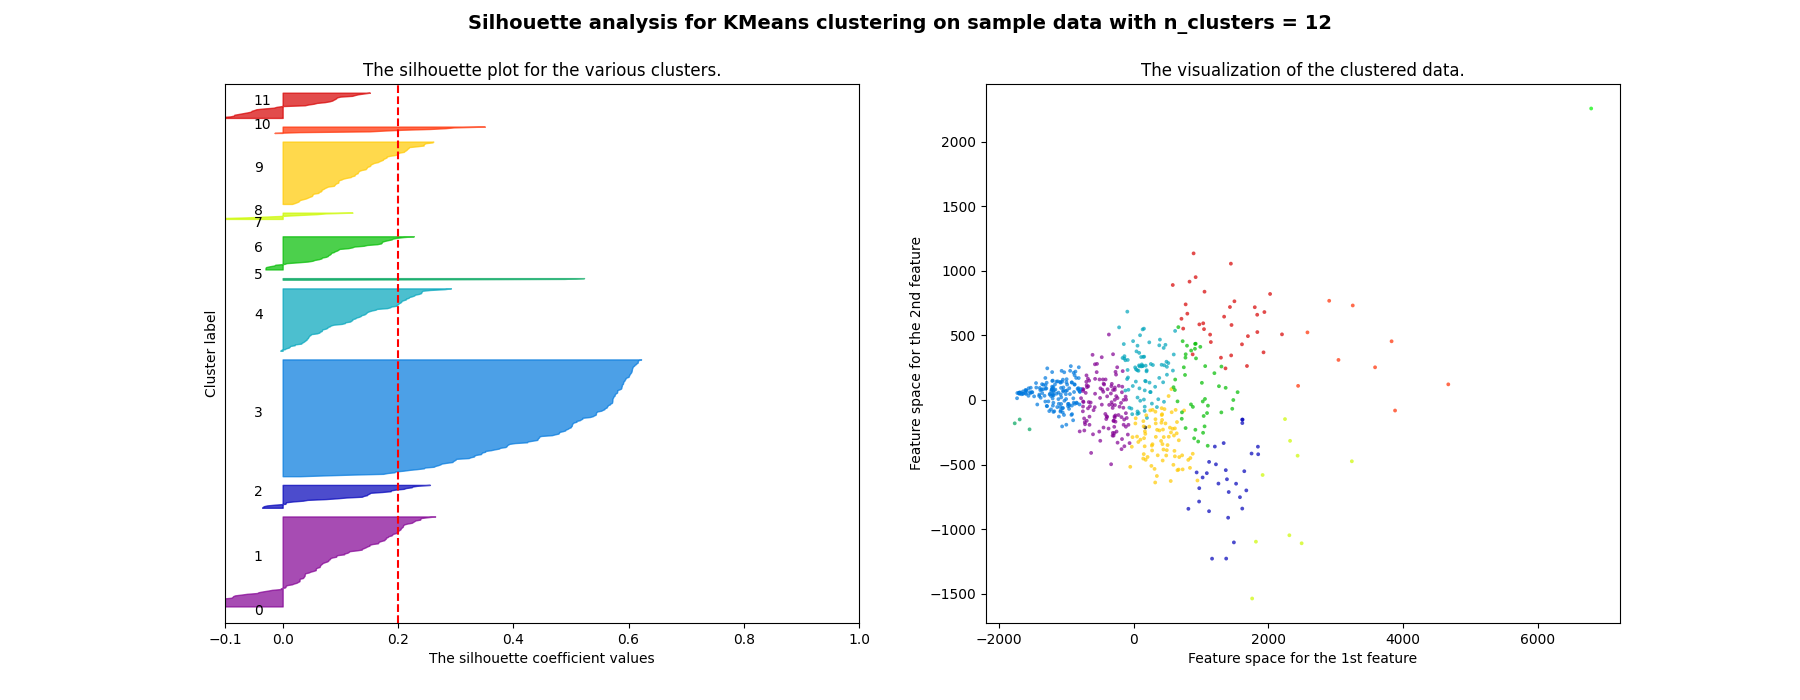 Silhouette analysis for KMeans clustering on sample data with n_clusters = 12
The silhouette plot for the various clusters.
Cluster label
11
10
9
8
7
6
5
4
3
2
1
0
−0.1 0.0 0.2 0.4 0.6 0.8 1.0
The silhouette coefficient values
The visualization of the clustered data.
Feature space for the 2nd feature
2000
1500
1000
500
0
−500
−1000
−1500
−2000 0 2000 4000 6000
Feature space for the 1st feature